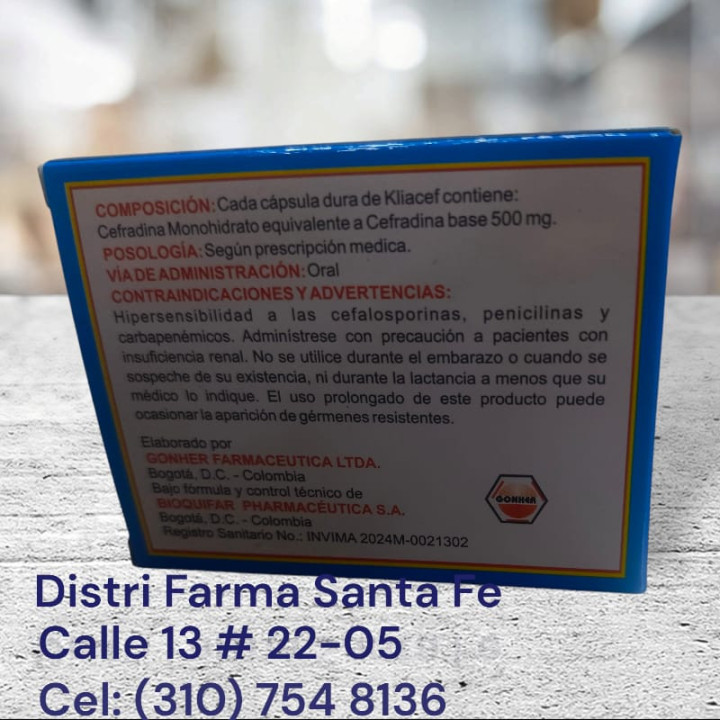 COMPOSICIÓN: Cada cápsula dura de Kliacef contiene:
Cefradina Monohidrato equivalente a Cefradina base 500 mg.
POSOLOGÍA: Según prescripción medica.
VÍA DE ADMINISTRACIÓN: Oral
CONTRAINDICACIONES Y ADVERTENCIAS:
Hipersensibilidad a las cefalosporinas, penicilinas y
carbapenémicos. Adminístrese con precaución a pacientes con
insuficiencia renal. No se utilice durante el embarazo o cuando se
sospeche de su existencia, ni durante la lactancia a menos que su
médico lo indique. El uso prolongado de este producto puede
ocasionar la aparición de gérmenes resistentes.
Elaborado por
GONHER FARMACEUTICA LTDA.
Bogotá, D.C. - Colombia
Bajo fórmula y control técnico de
BIOQUIFAR PHARMACÉUTICA S.A.
Bogotá, D.C. - Colombia
Registro Sanitario No.: INVIMA 2024M-0021302
GONHER
Distri Farma Santa Fe
Calle 13 # 22-05
Cel: (310) 754 8136